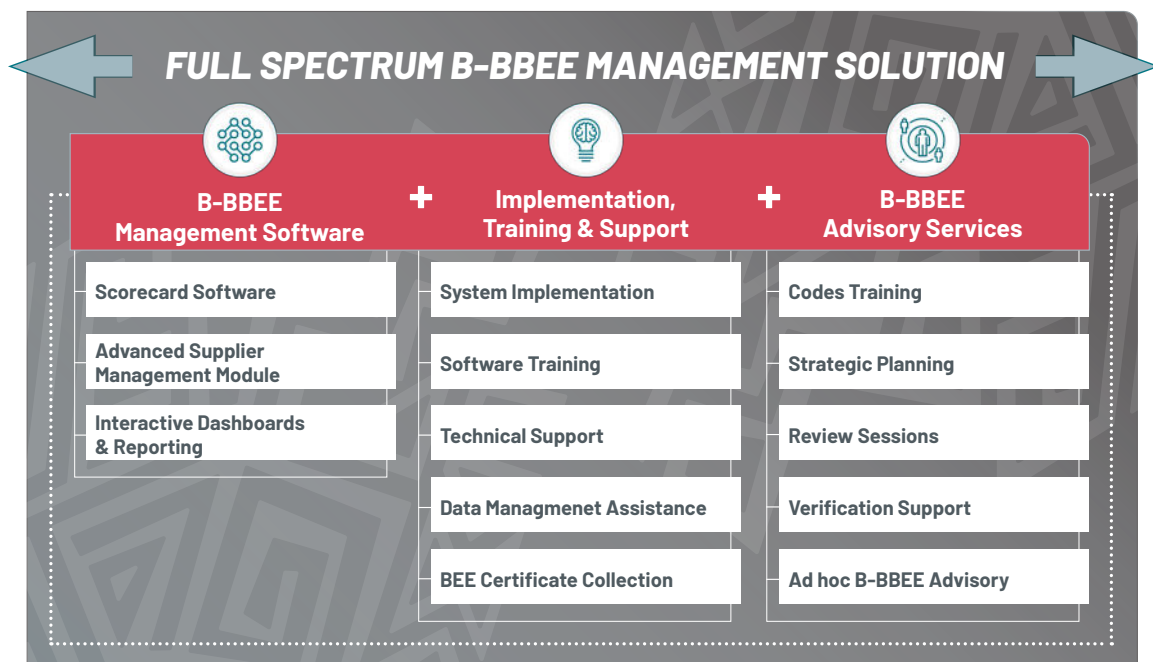 FULL SPECTRUM B-BBEE MANAGEMENT SOLUTION
B-BBEE
Management Software
+
Implementation,
Training & Support
+
B-BBEE
Advisory Services
Scorecard Software
Advanced Supplier
Management Module
Interactive Dashboards
& Reporting
System Implementation
Software Training
Technical Support
Data Managmenet Assistance
BEE Certificate Collection
Codes Training
Strategic Planning
Review Sessions
Verification Support
Ad hoc B-BBEE Advisory